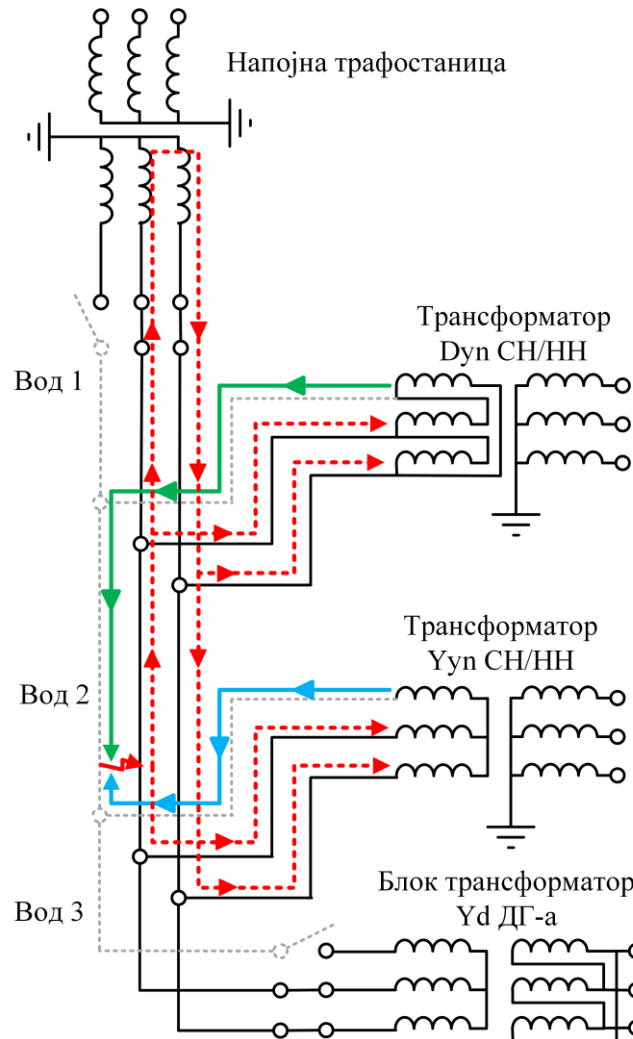 Напојна трафостаница
Трансформатор
Dyn СН/НН
Вод 1
Трансформатор
Yyn СН/НН
Вод 2
Блок трансформатор
Yd ДГ-а
Вод 3